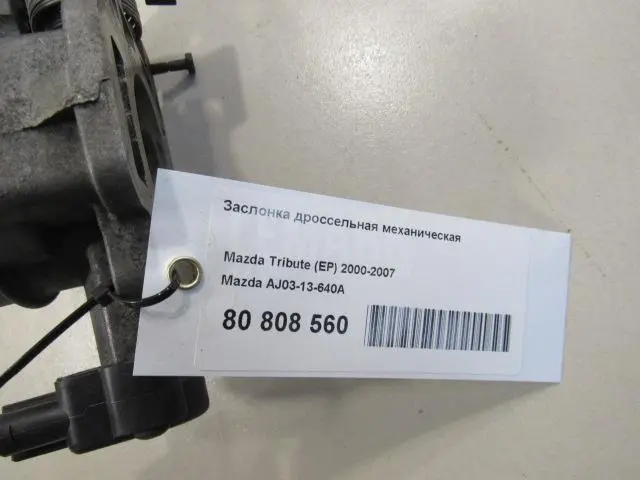 Заслонка дроссельная механическая
Mazda Tribute (EP) 2000-2007
Mazda AJ03-13-640A
80 808 560